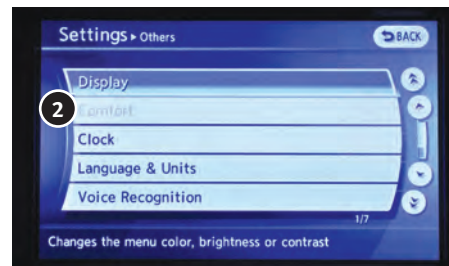 Settings ▸ Others
BACK
Display
2
Comfort
Clock
Language & Units
Voice Recognition
1/7
Changes the menu color, brightness or contrast